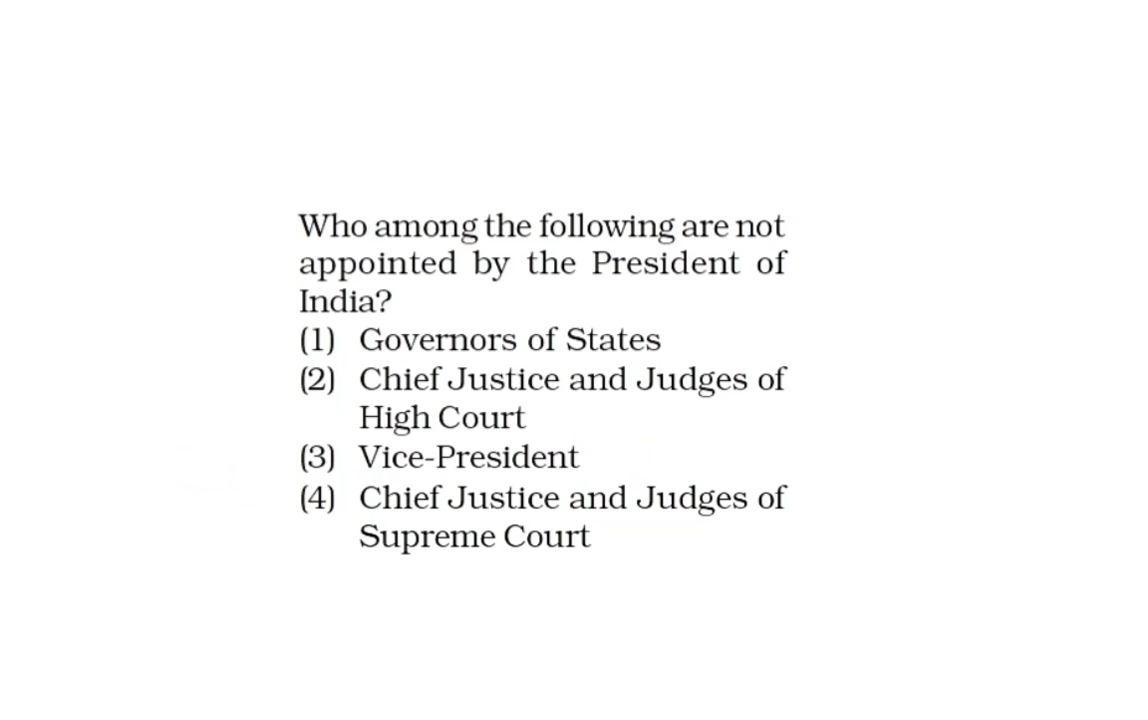 Who among the following are not
appointed by the President of
India?
(1) Governors of States
(2) Chief Justice and Judges of
High Court
(3) Vice-President
(4) Chief Justice and Judges of
Supreme Court